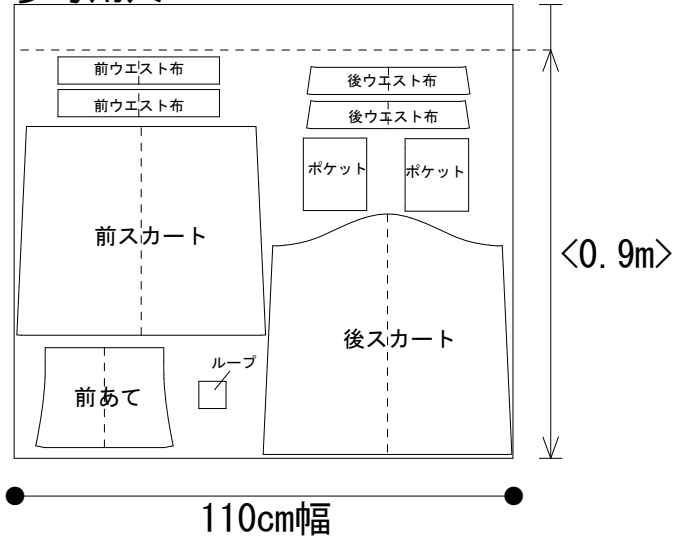 前ウエスト布
前ウエスト布
後ウエスト布
後ウエスト布
ポケット
ポケット
前スカート
<0.9m>
後スカート
ループ
前あて
110cm幅